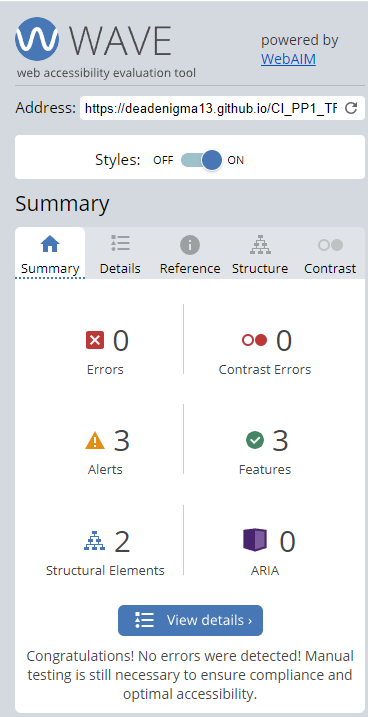 WAVE
web accessibility evaluation tool
powered by
WebAIM
Address: https://deadenigma13.github.io/CI_PP1_TF
Styles: OFF ON
Summary
Summary Details Reference Structure Contrast
0 0
Errors Contrast Errors
3 3
Alerts Features
2 0
Structural Elements ARIA
View details ›
Congratulations! No errors were detected! Manual
testing is still necessary to ensure compliance and
optimal accessibility.